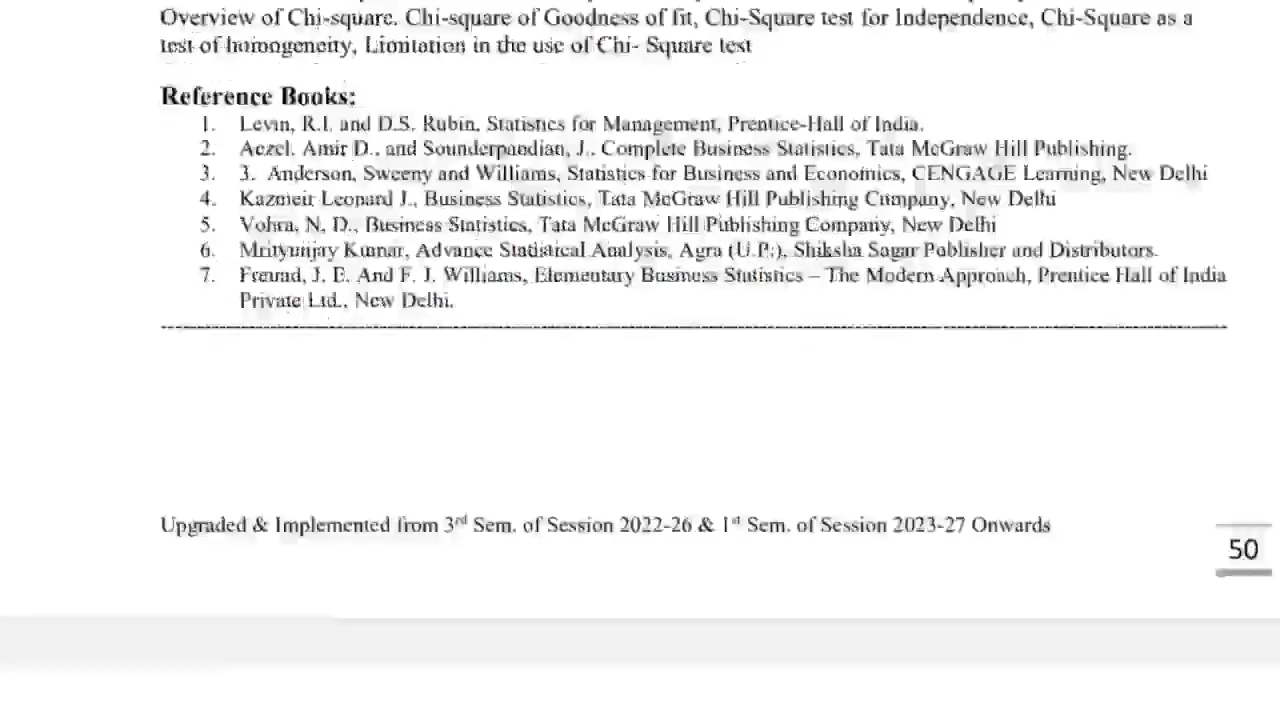 Overview of Chi-square. Chi-square of Goodness of fit, Chi-Square test for Independence, Chi-Square as a
test of homogeneity, Limitation in the use of Chi- Square test
Reference Books:
1. Levin, R.I. and D.S. Rubin, Statistics for Management, Prentice-Hall of India.
2. Aczel, Amir D., and Sounderpandian, J., Complete Business Statistics, Tata McGraw Hill Publishing.
3. 3. Anderson, Sweeny and Williams, Statistics for Business and Economics, CENGAGE Learning, New Delhi
4. Kazmeir Leonard J., Business Statistics, Tata McGraw Hill Publishing Company, New Delhi
5. Vohra, N. D., Business Statistics, Tata McGraw Hill Publishing Company, New Delhi
6. Mrityunjay Kumar, Advance Statistical Analysis, Agra (U.P.), Shiksha Sagar Publisher and Distributors.
7. Freund, J. E. And F. J. Williams, Elementary Business Statistics – The Modern Approach, Prentice Hall of India
Private Ltd., New Delhi.
Upgraded & Implemented from 3rd Sem. of Session 2022-26 & 1st Sem. of Session 2023-27 Onwards
50